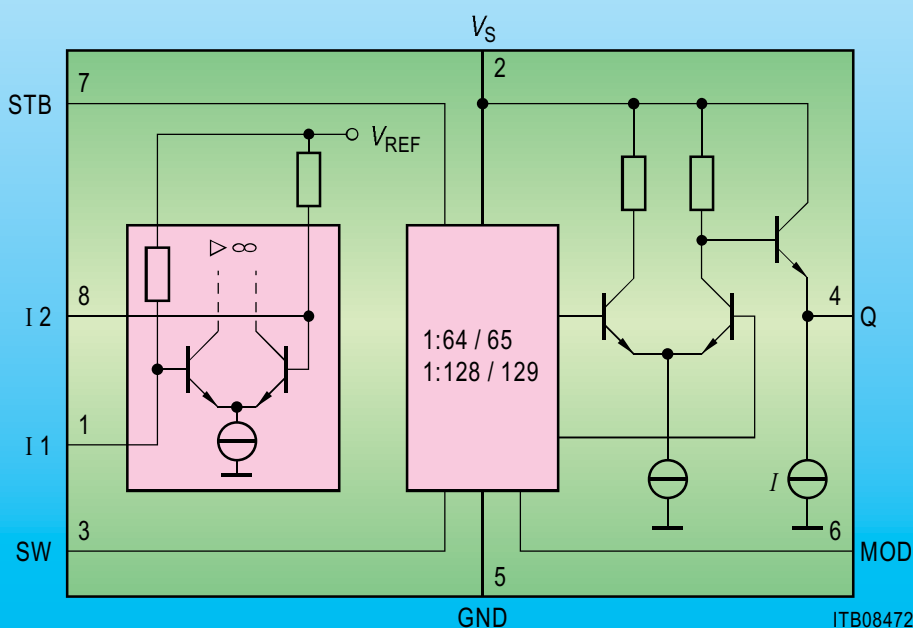 VS
7
2
STB
VREF
▷ ∞
8
4
I 2
Q
1:64 / 65
1:128 / 129
1
I 1
I
3
6
SW
MOD
5
GND
ITB08472